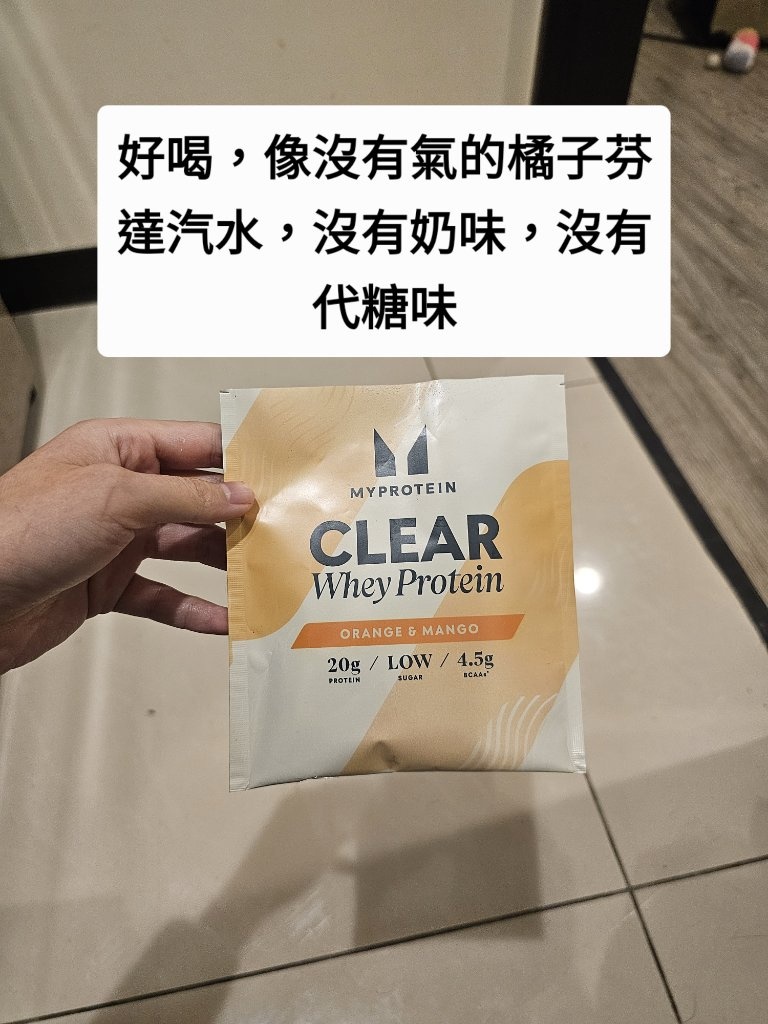 好喝，像沒有氣的橘子芬
達汽水，沒有奶味，沒有
代糖味
MYPROTEIN
CLEAR
Whey Protein
ORANGE & MANGO
20g / LOW / 4.5g
PROTEIN SUGAR BCAAs*